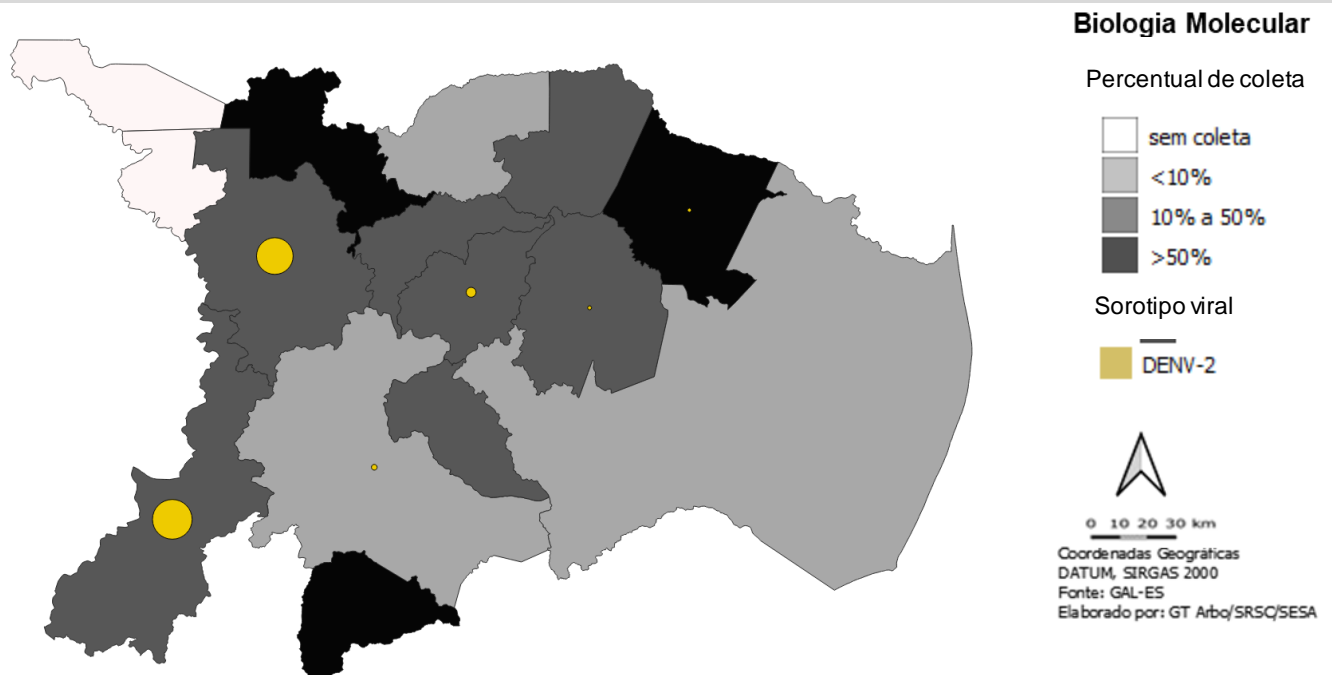 Biologia Molecular
Percentual de coleta
sem coleta
<10%
10% a 50%
>50%
Sorotipo viral
DENV-2
0 10 20 30 km
Coordenadas Geográficas
DATUM, SIRGAS 2000
Fonte: GAL-ES
Elaborado por: GT Arbo/SRSC/SESA